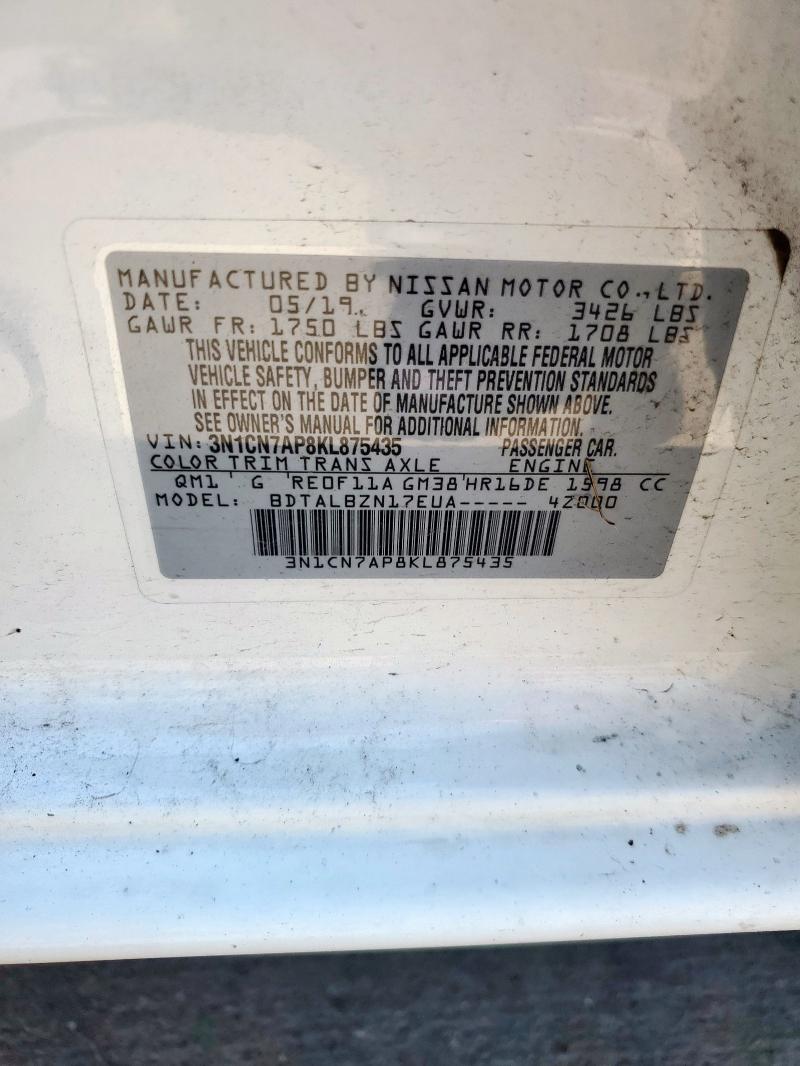 MANUFACTURED BY NISSAN MOTOR CO., LTD.
DATE: 05/19. GVWR: 3426 LBS
GAWR FR: 1750 LBS GAWR RR: 1708 LBS
THIS VEHICLE CONFORMS TO ALL APPLICABLE FEDERAL MOTOR
VEHICLE SAFETY, BUMPER AND THEFT PREVENTION STANDARDS
IN EFFECT ON THE DATE OF MANUFACTURE SHOWN ABOVE.
SEE OWNER'S MANUAL FOR ADDITIONAL INFORMATION.
VIN: 3N1CN7AP8KL875435 PASSENGER CAR.
COLOR TRIM TRANS AXLE ENGINE
QM1 G RE0F11A GM38 HR16DE 1598 CC
MODEL: BDTALBZN17EUA----- 4Z000
3N1CN7AP8KL875435